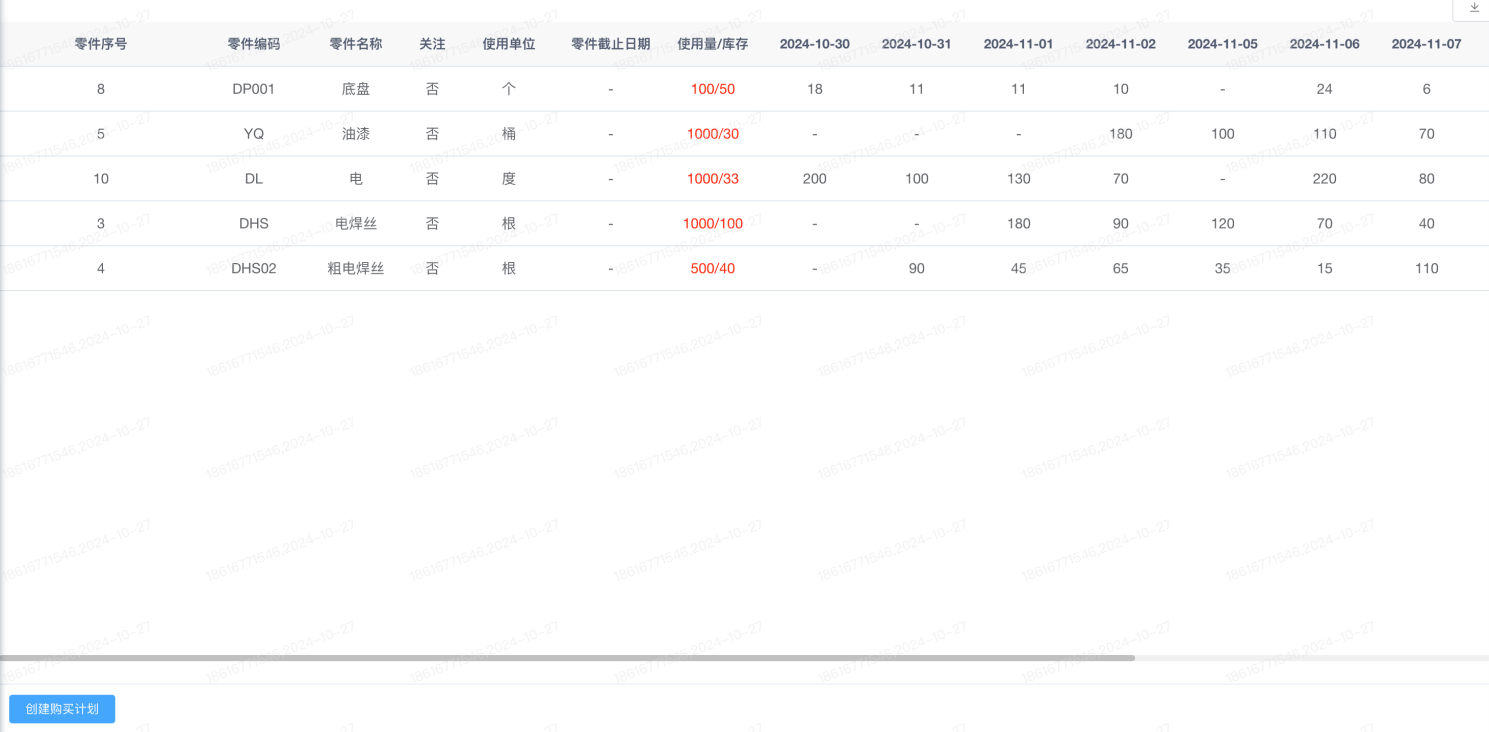 零件序号 零件编码 零件名称 关注 使用单位 零件截止日期 使用量/库存 2024-10-30 2024-10-31 2024-11-01 2024-11-02 2024-11-05 2024-11-06 2024-11-07
8 DP001 底盘 否 个 - 100/50 18 11 11 10 - 24 6
5 YQ 油漆 否 桶 - 1000/30 - - - 180 100 110 70
10 DL 电 否 度 - 1000/33 200 100 130 70 - 220 80
3 DHS 电焊丝 否 根 - 1000/100 - - 180 90 120 70 40
4 DHS02 粗电焊丝 否 根 - 500/40 - 90 45 65 35 15 110
18616771546,2024-10-27
创建购买计划